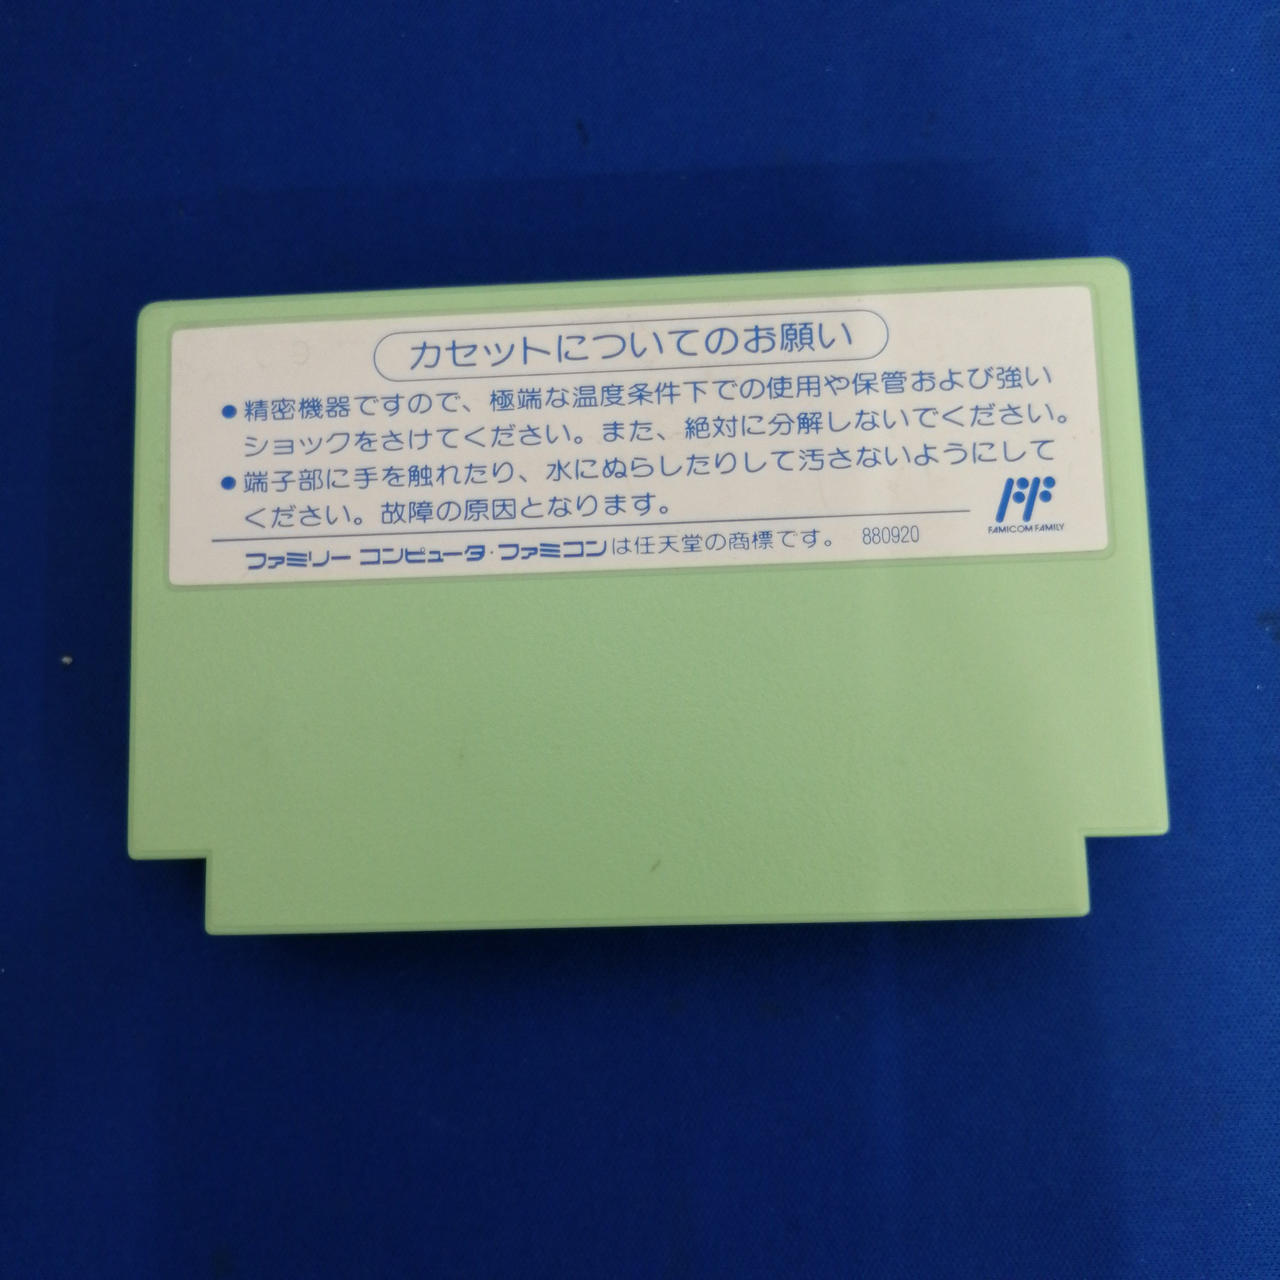 カセットについてのお願い
●精密機器ですので、極端な温度条件下での使用や保管および強い
ショックをさけてください。また、絶対に分解しないでください。
●端子部に手を触れたり、水にぬらしたりして汚さないようにして
ください。故障の原因となります。
FAMICOM FAMILY
ファミリー コンピュータ・ファミコンは任天堂の商標です。 880920